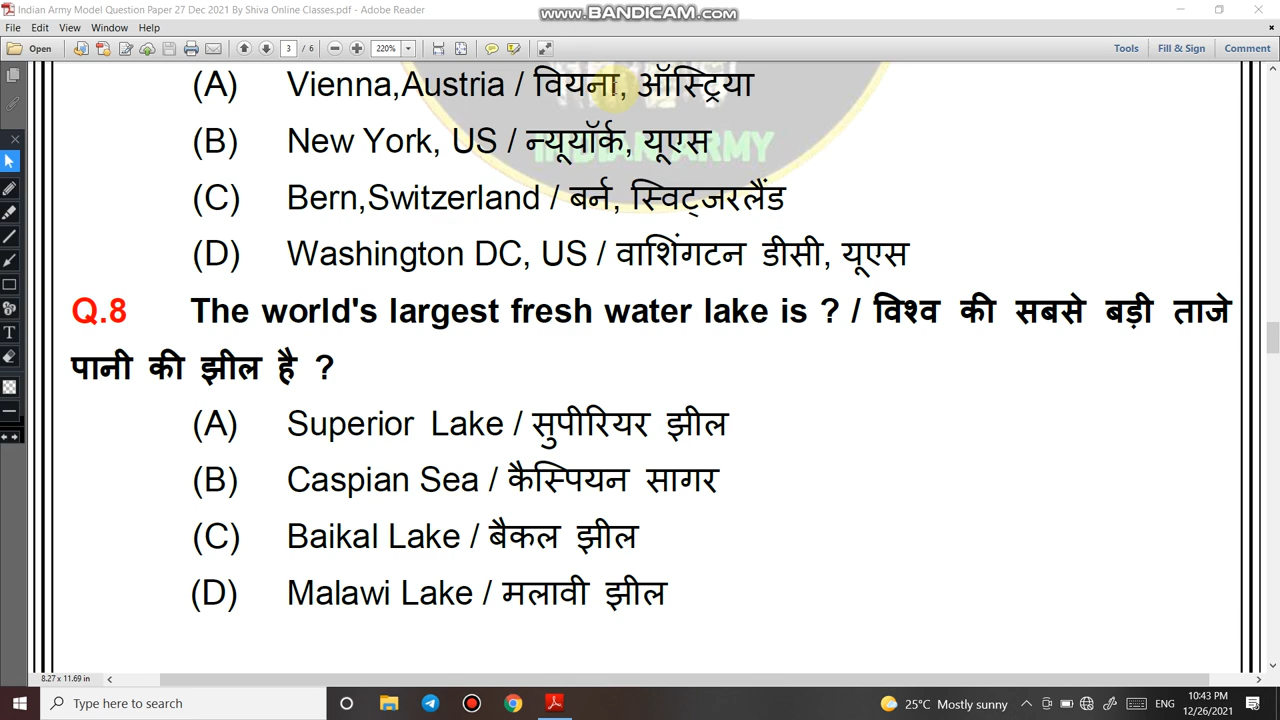 Indian Army Model Question Paper 27 Dec 2021 By Shiva Online Classes.pdf - Adobe Reader
www.BANDICAM.com
File Edit View Window Help
Open 3 / 6 220% Tools Fill & Sign Comment
(A) Vienna,Austria / वियना, ऑस्ट्रिया
(B) New York, US / न्यूयॉर्क, यूएस
INDIAN ARMY
(C) Bern,Switzerland / बर्न, स्विट्जरलैंड
(D) Washington DC, US / वाशिंगटन डीसी, यूएस
Q.8 The world's largest fresh water lake is ? / विश्व की सबसे बड़ी ताजे
पानी की झील है ?
(A) Superior Lake / सुपीरियर झील
(B) Caspian Sea / कैस्पियन सागर
(C) Baikal Lake / बैकल झील
(D) Malawi Lake / मलावी झील
8.27 x 11.69 in
Type here to search 25°C Mostly sunny ENG 10:43 PM
12/26/2021